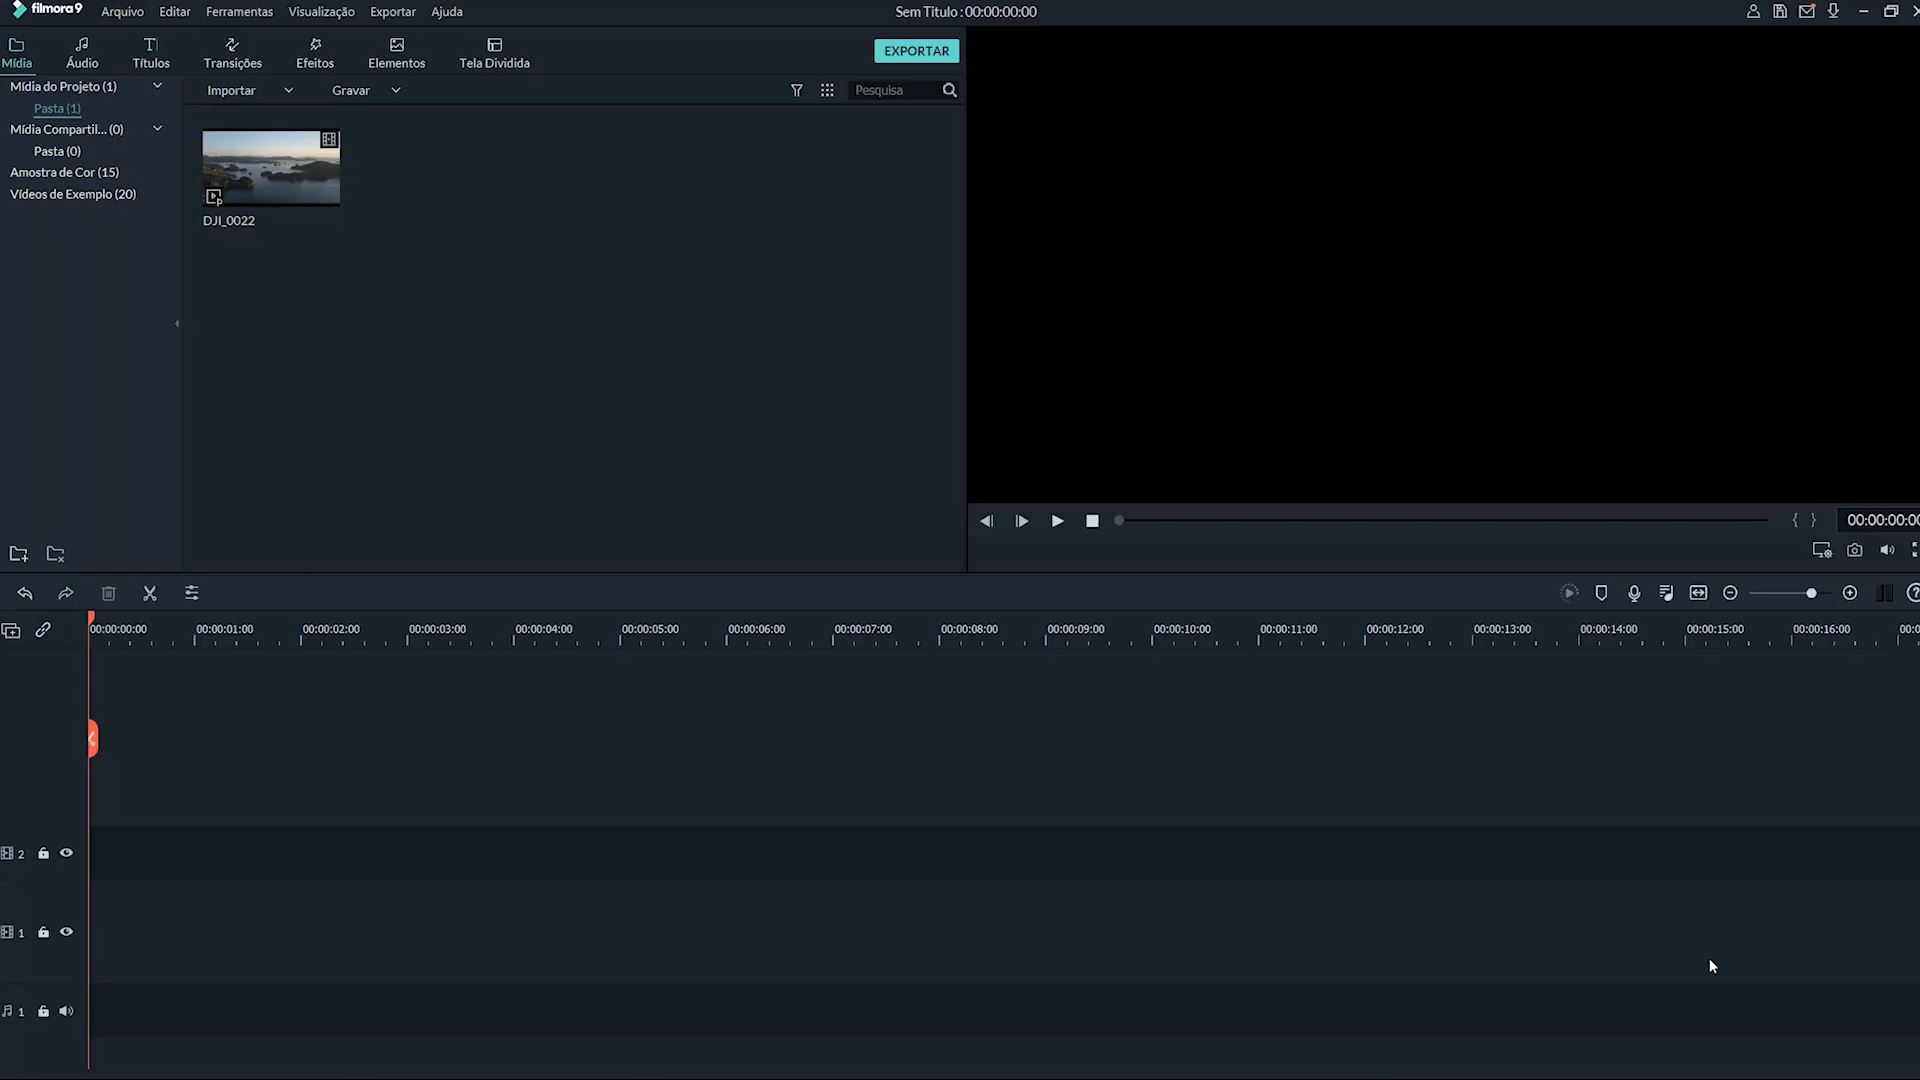 filmora9 Arquivo Editar Ferramentas Visualização Exportar Ajuda Sem Titulo : 00:00:00:00
Mídia Áudio Títulos Transições Efeitos Elementos Tela Dividida EXPORTAR
Mídia do Projeto (1)
Pasta (1)
Mídia Compartil... (0)
Pasta (0)
Amostra de Cor (15)
Vídeos de Exemplo (20)
Importar Gravar Pesquisa
DJI_0022
00:00:00:00
00:00:00:00 00:00:01:00 00:00:02:00 00:00:03:00 00:00:04:00 00:00:05:00 00:00:06:00 00:00:07:00 00:00:08:00 00:00:09:00 00:00:10:00 00:00:11:00 00:00:12:00 00:00:13:00 00:00:14:00 00:00:15:00 00:00:16:00
2
1
1